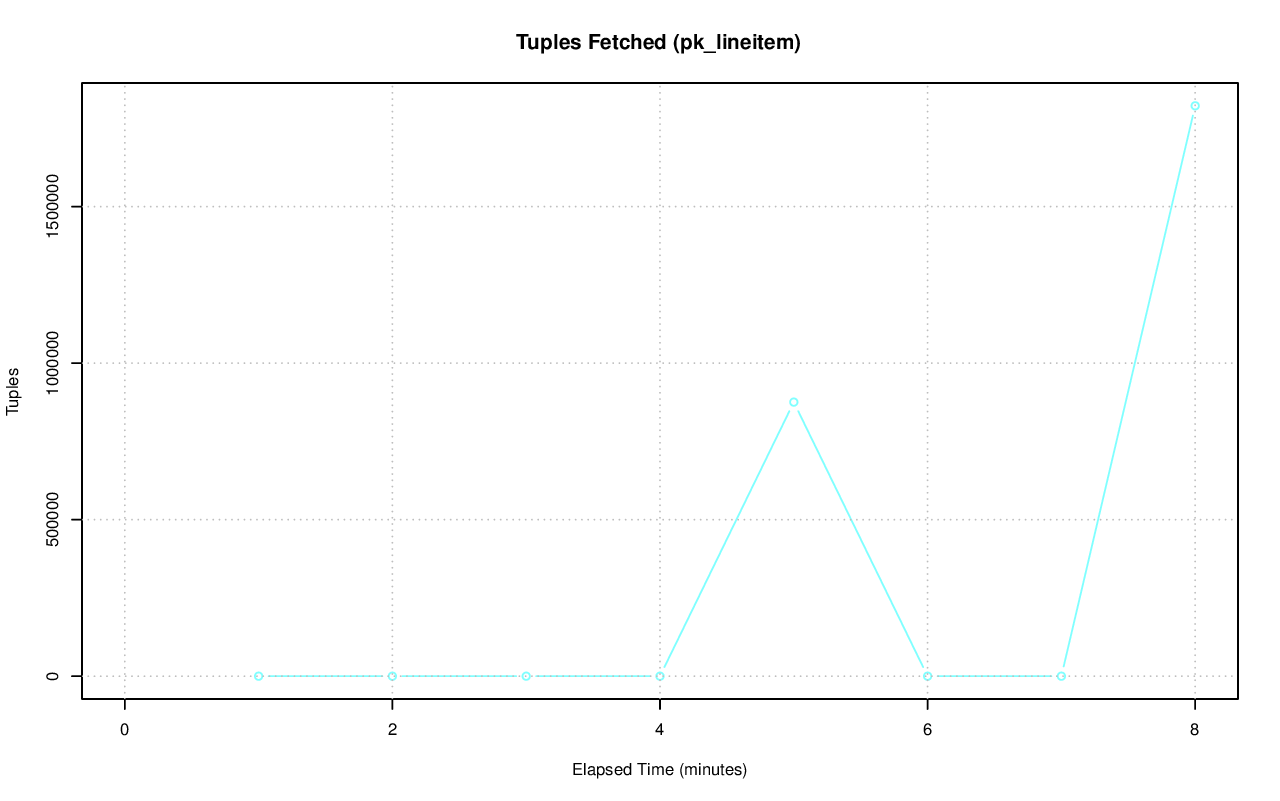 Tuples Fetched (pk_lineitem)
Tuples
1500000
1000000
500000
0
0 2 4 6 8
Elapsed Time (minutes)